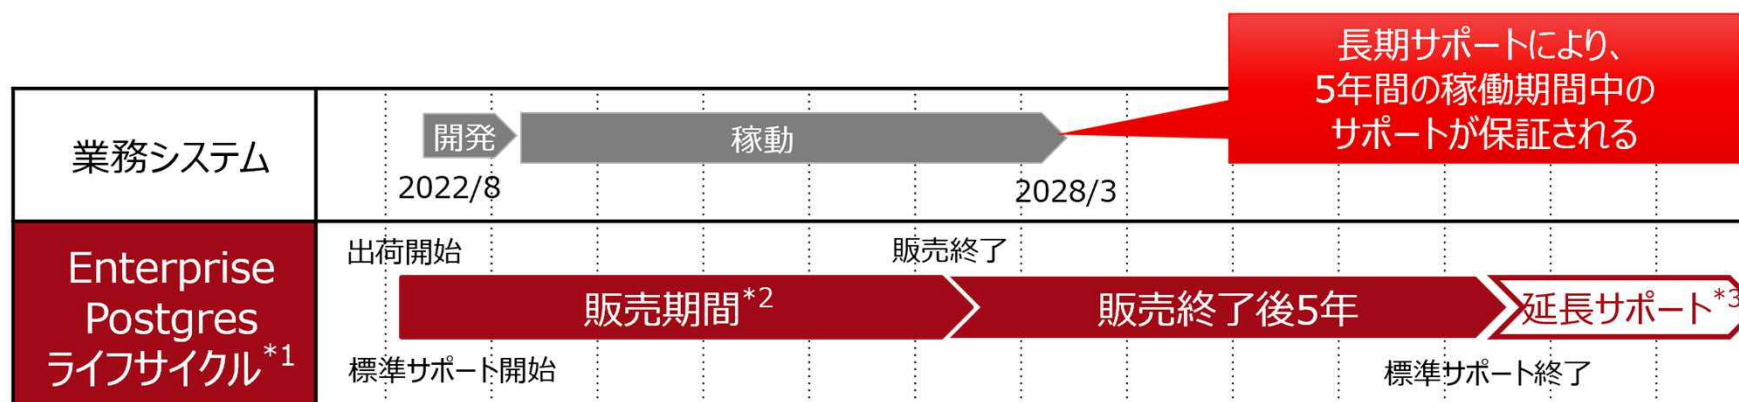 長期サポートにより、
5年間の稼働期間中の
サポートが保証される
業務システム
開発
稼動
2022/8
2028/3
Enterprise
Postgres
ライフサイクル*1
出荷開始
販売終了
販売期間*2
販売終了後5年
延長サポート*3
標準サポート開始
標準サポート終了